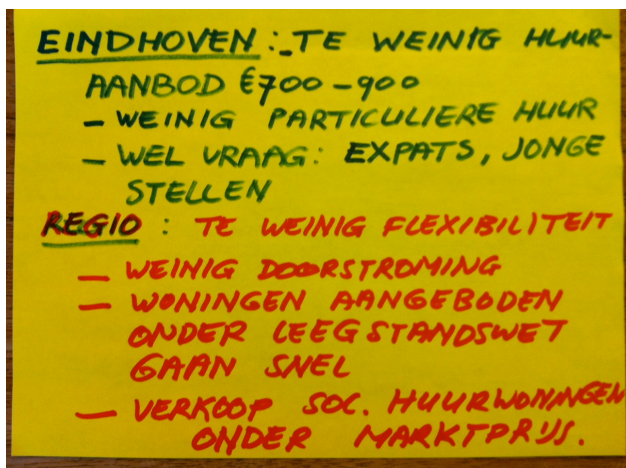 EINDHOVEN: TE WEINIG HUUR-
AANBOD €700-900
- WEINIG PARTICULIERE HUUR
- WEL VRAAG: EXPATS, JONGE
STELLEN
REGIO: TE WEINIG FLEXIBILITEIT
- WEINIG DOORSTROMING
- WONINGEN AANGEBODEN
ONDER LEEGSTANDSWET
GAAN SNEL
- VERKOOP SOC. HUURWONINGEN
ONDER MARKTPRIJS.